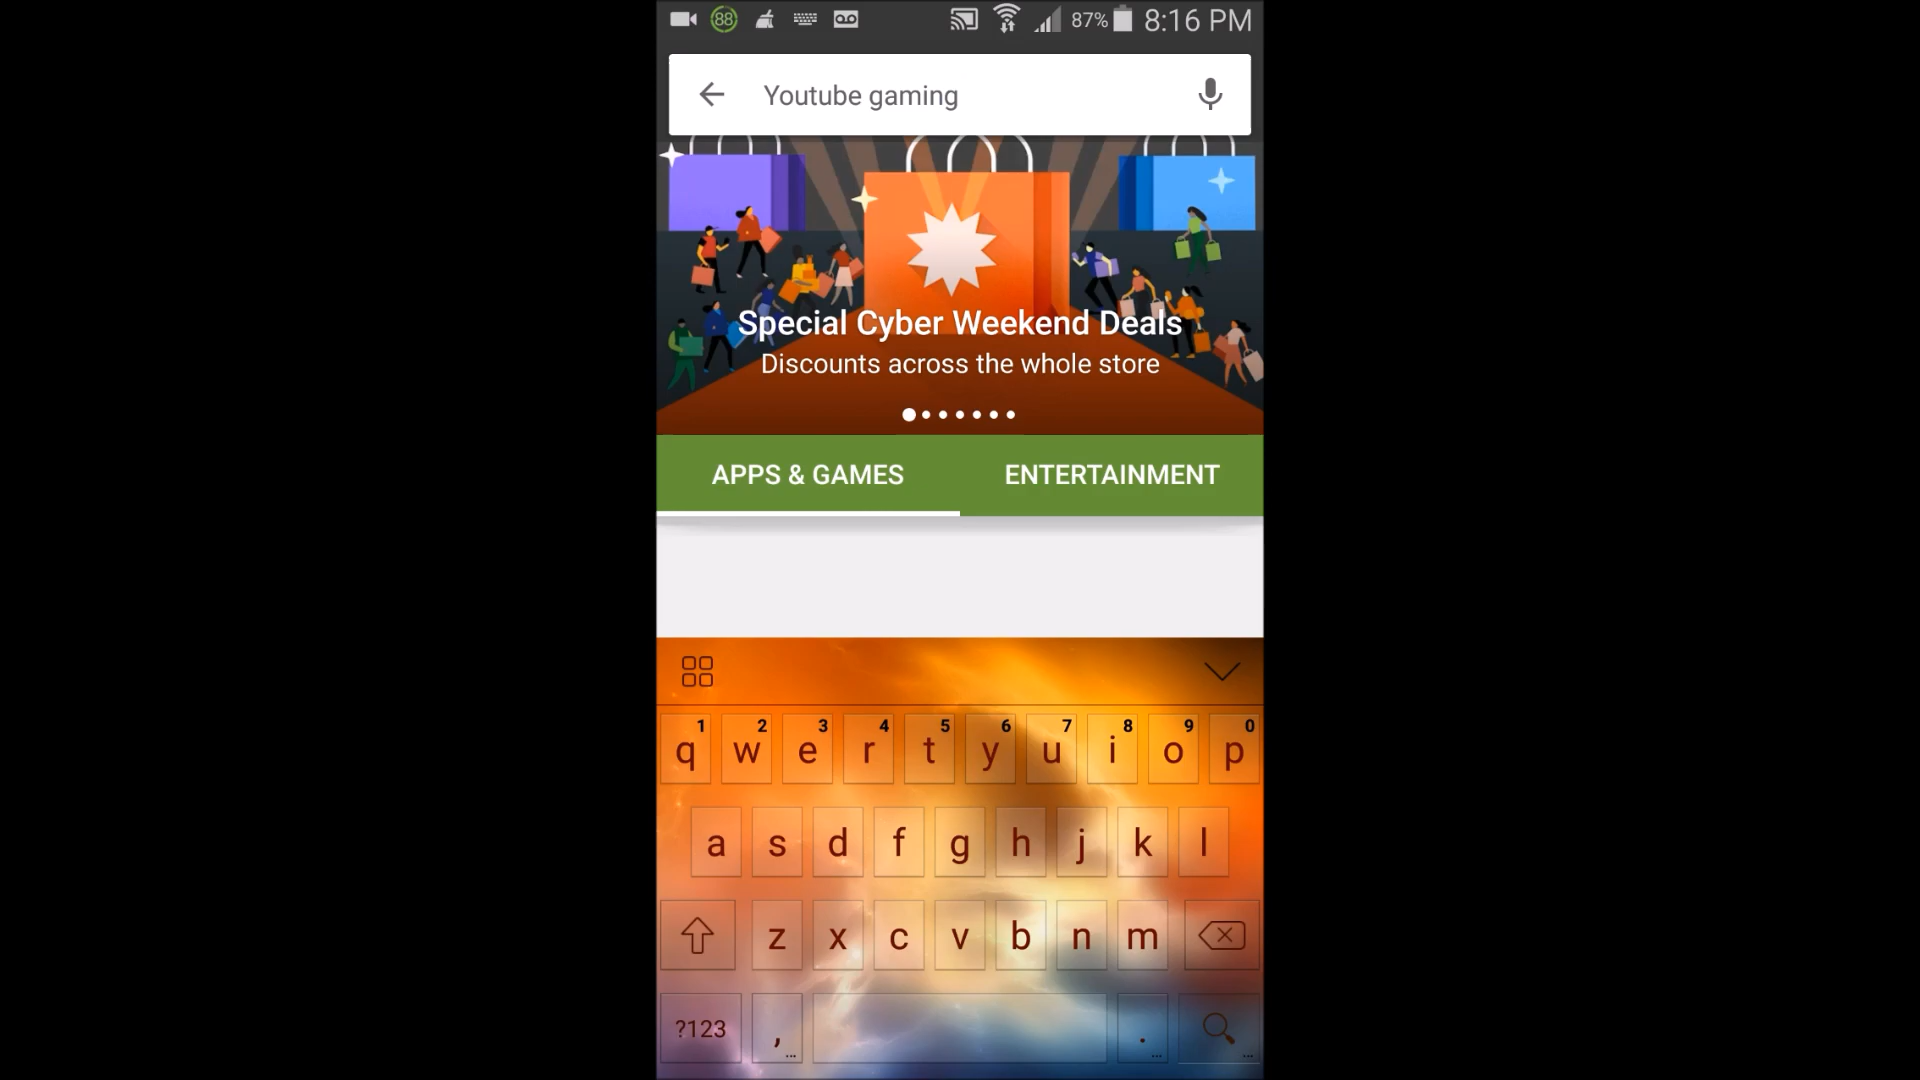 88 87% 8:16 PM
Youtube gaming
Special Cyber Weekend Deals
Discounts across the whole store
APPS & GAMES ENTERTAINMENT
1 2 3 4 5 6 7 8 9 0
q w e r t y u i o p
a s d f g h j k l
z x c v b n m
?123 , .